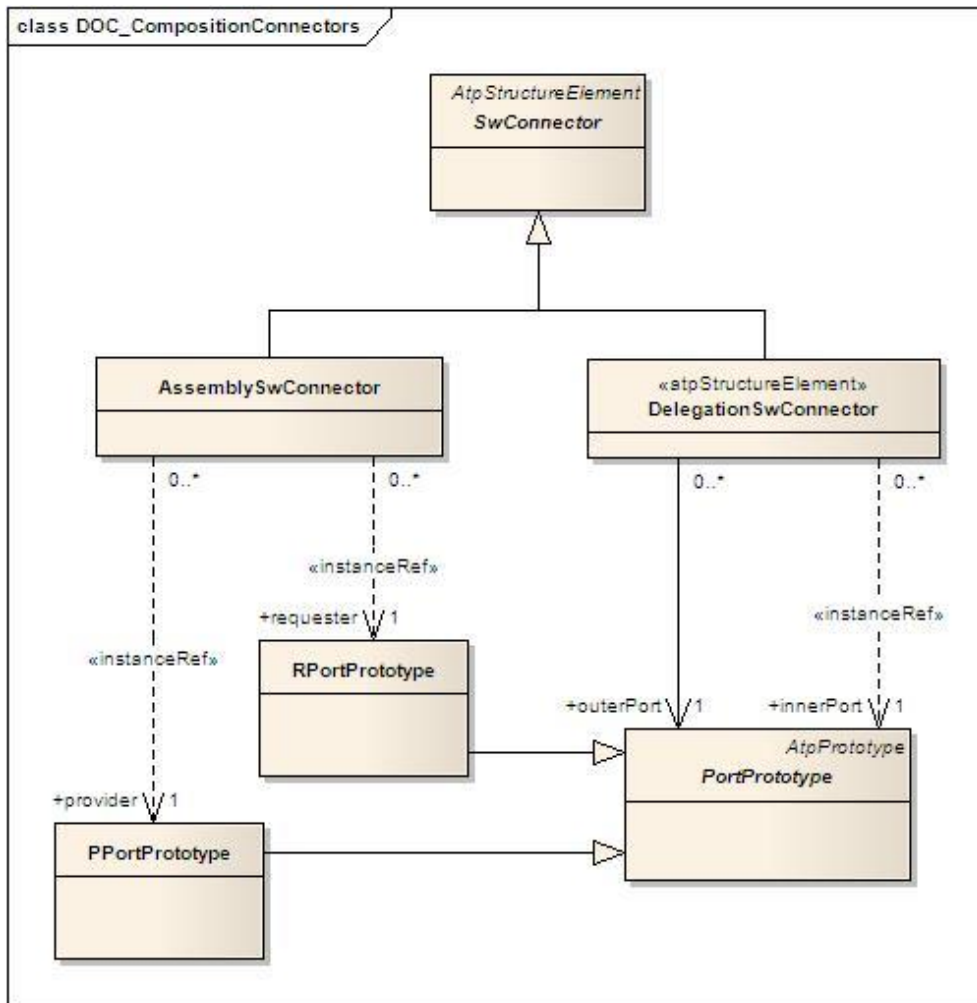 class DOC_CompositionConnectors
AtpStructureElement
SwConnector
AssemblySwConnector
«atpStructureElement»
DelegationSwConnector
0..*
0..*
0..*
0..*
«instanceRef»
«instanceRef»
+requester 1
«instanceRef»
RPortPrototype
+outerPort 1
+innerPort 1
AtpPrototype
PortPrototype
+provider 1
PPortPrototype